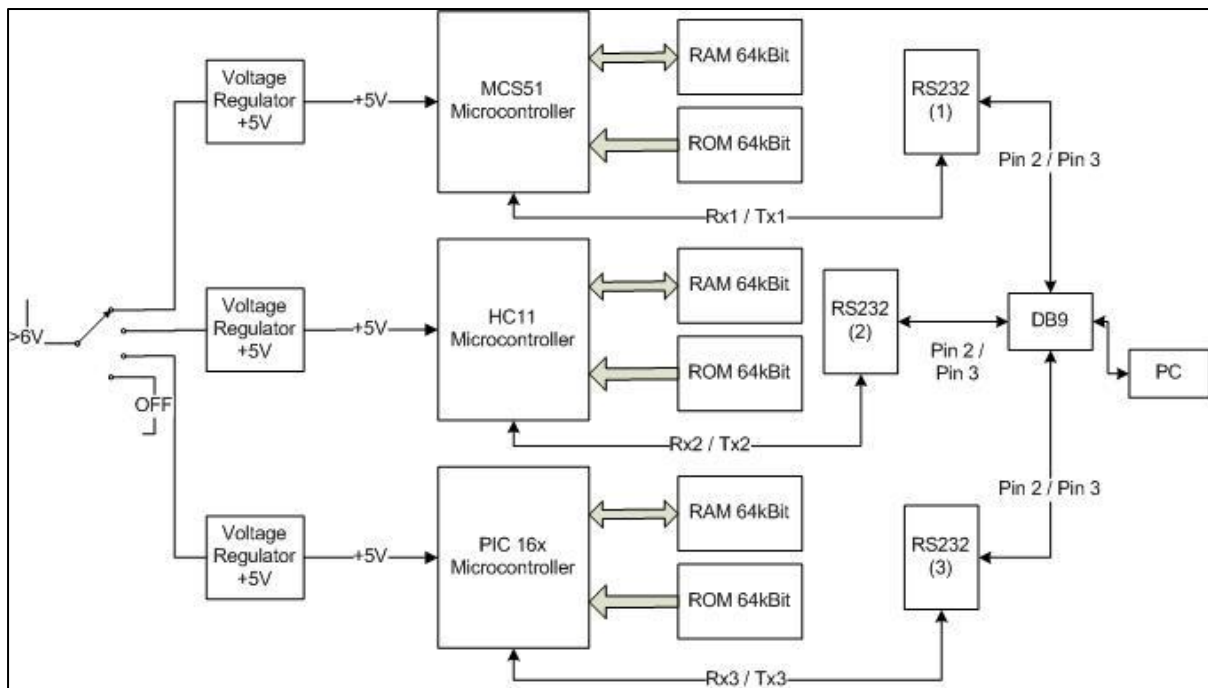 Voltage
Regulator
+5V
+5V
MCS51
Microcontroller
RAM 64kBit
ROM 64kBit
RS232
(1)
Pin 2 / Pin 3
Rx1 / Tx1
>6V
OFF
Voltage
Regulator
+5V
+5V
HC11
Microcontroller
RAM 64kBit
ROM 64kBit
RS232
(2)
Pin 2 /
Pin 3
DB9
PC
Rx2 / Tx2
Voltage
Regulator
+5V
+5V
PIC 16x
Microcontroller
RAM 64kBit
ROM 64kBit
RS232
(3)
Pin 2 / Pin 3
Rx3 / Tx3